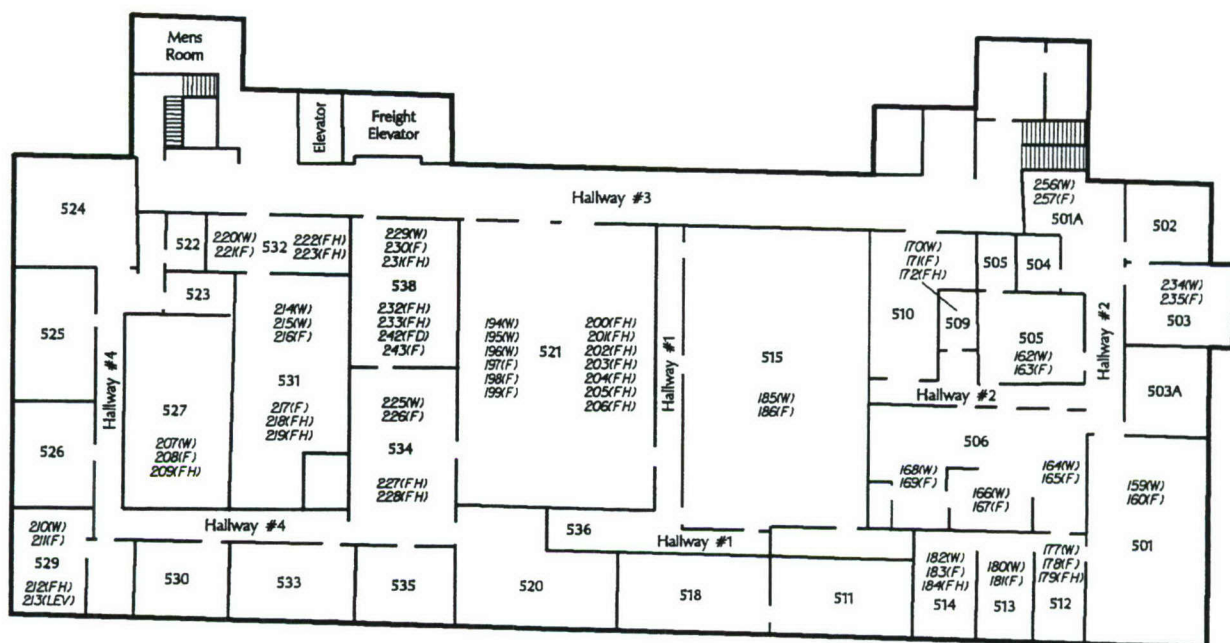 Mens
Room
Elevator
Freight
Elevator
Hallway #3
256(W)
257(F)
501A
502
524
522
220(W)
221(F)
532
222(FH)
223(FH)
229(W)
230(F)
231(FH)
538
232(FH)
233(FH)
242(FD)
243(F)
170(W)
171(F)
172(FH)
505
504
234(W)
235(F)
503
523
214(W)
215(W)
216(F)
525
Hallway #4
194(W)
195(W)
196(W)
197(F)
198(F)
199(F)
521
200(FH)
201(FH)
202(FH)
203(FH)
204(FH)
205(FH)
206(FH)
Hallway #1
515
185(W)
186(F)
510
509
505
162(W)
163(F)
Hallway #2
503A
Hallway #2
531
217(F)
218(FH)
219(FH)
527
207(W)
208(F)
209(FH)
225(W)
226(F)
534
227(FH)
228(FH)
526
506
168(W)
169(F)
166(W)
167(F)
164(W)
165(F)
159(W)
160(F)
501
210(W)
211(F)
529
212(FH)
213(LEV)
Hallway #4
536
Hallway #1
530
533
535
520
518
511
182(W)
183(F)
184(FH)
514
180(W)
181(F)
513
177(W)
178(F)
179(FH)
512